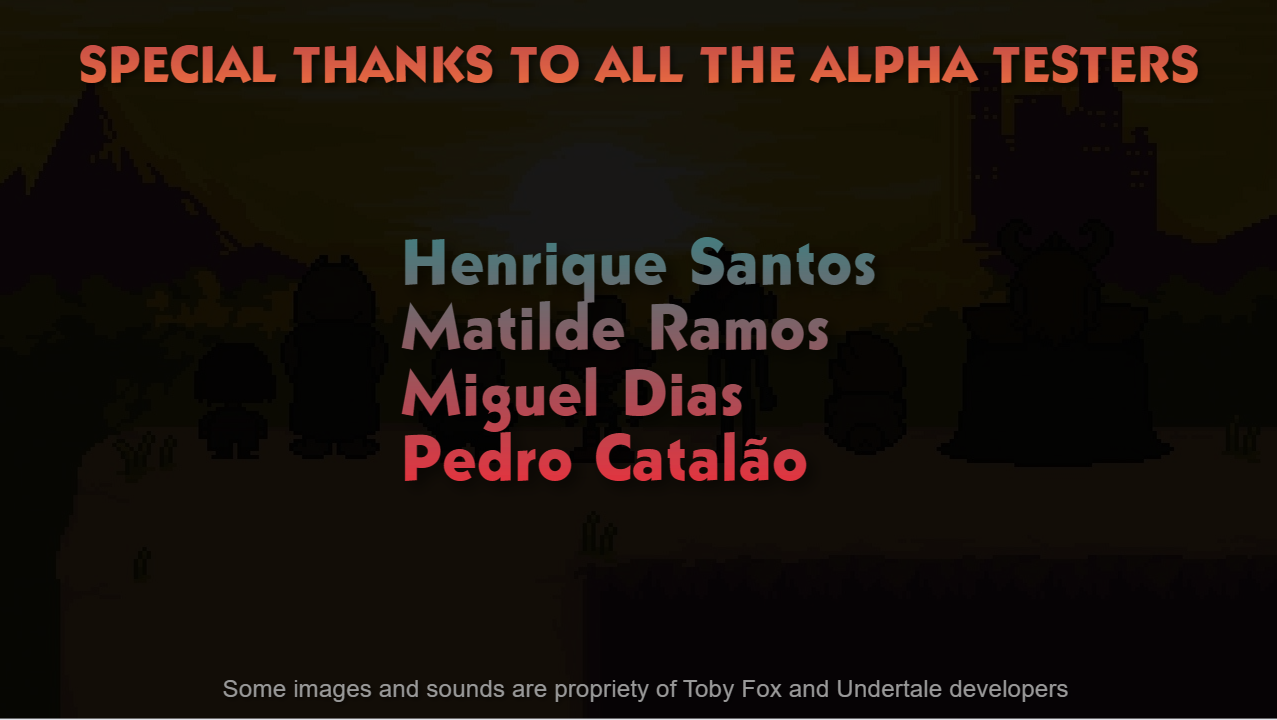 SPECIAL THANKS TO ALL THE ALPHA TESTERS
Henrique Santos
Matilde Ramos
Miguel Dias
Pedro Catalão
Some images and sounds are propriety of Toby Fox and Undertale developers